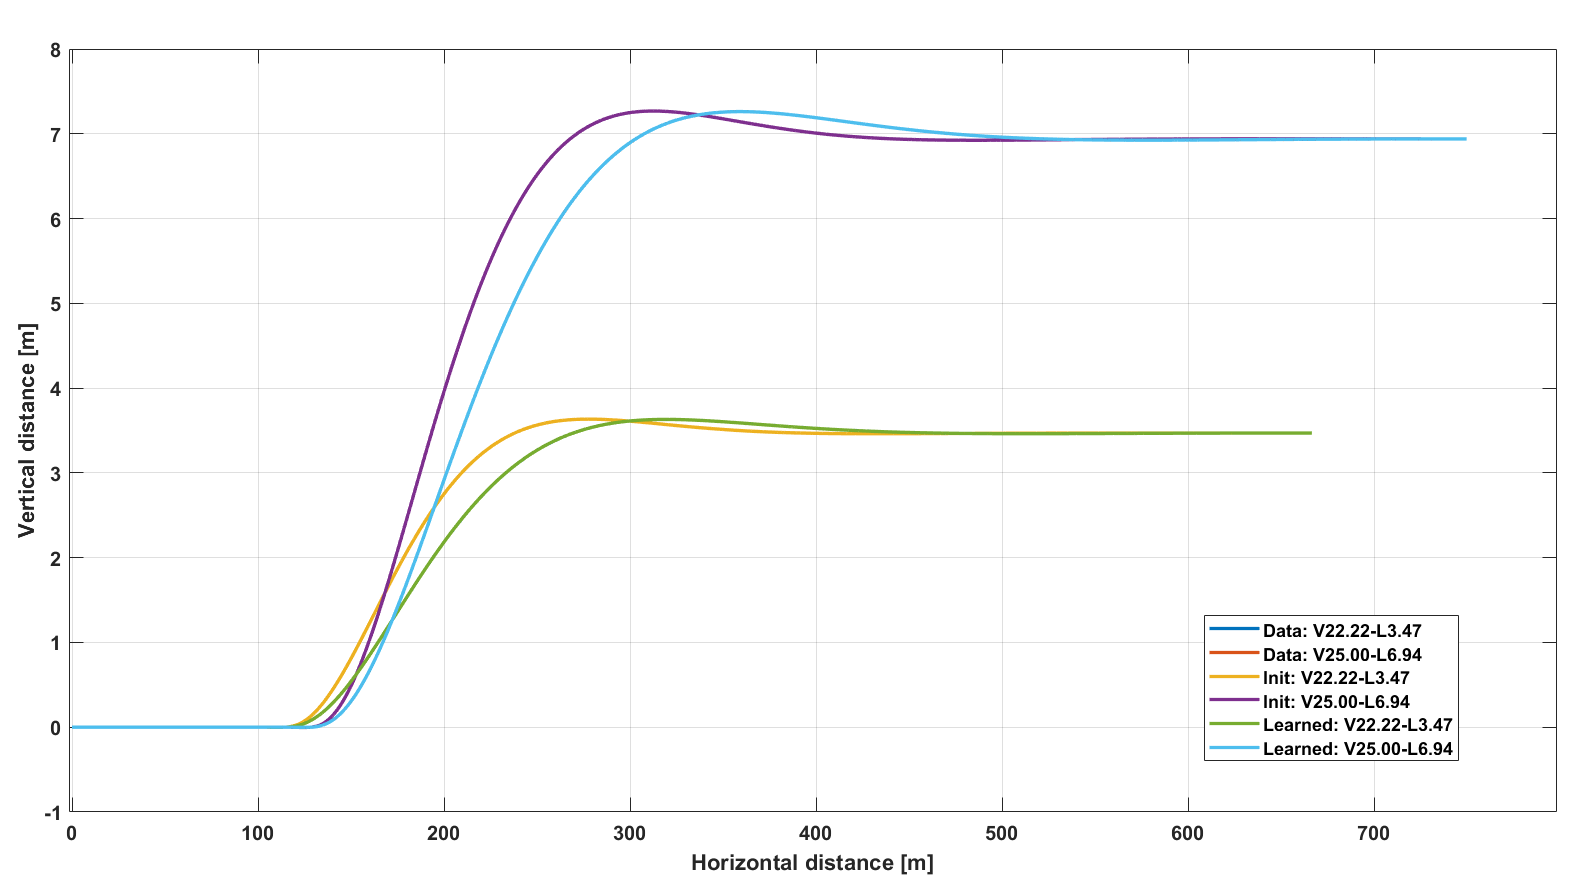 8
7
6
5
4
3
2
1
0
-1
Vertical distance [m]
0 100 200 300 400 500 600 700
Horizontal distance [m]
Data: V22.22-L3.47
Data: V25.00-L6.94
Init: V22.22-L3.47
Init: V25.00-L6.94
Learned: V22.22-L3.47
Learned: V25.00-L6.94